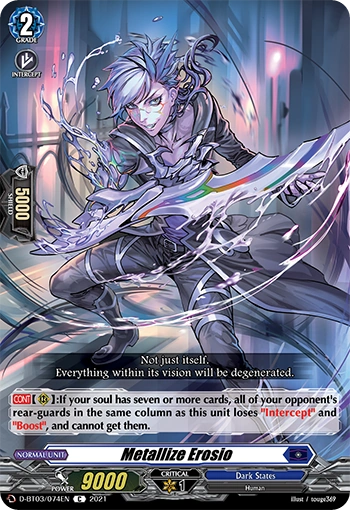 2
GRADE
INTERCEPT
5000
SHIELD
Not just itself.
Everything within its vision will be degenerated.
CONT :If your soul has seven or more cards, all of your opponent's
rear-guards in the same column as this unit loses "Intercept" and
"Boost", and cannot get them.
NORMAL UNIT
Metallize Erosio
POWER 9000
CRITICAL
1
Dark States
Human
D-BT03/074EN C 2021
illust / touge369